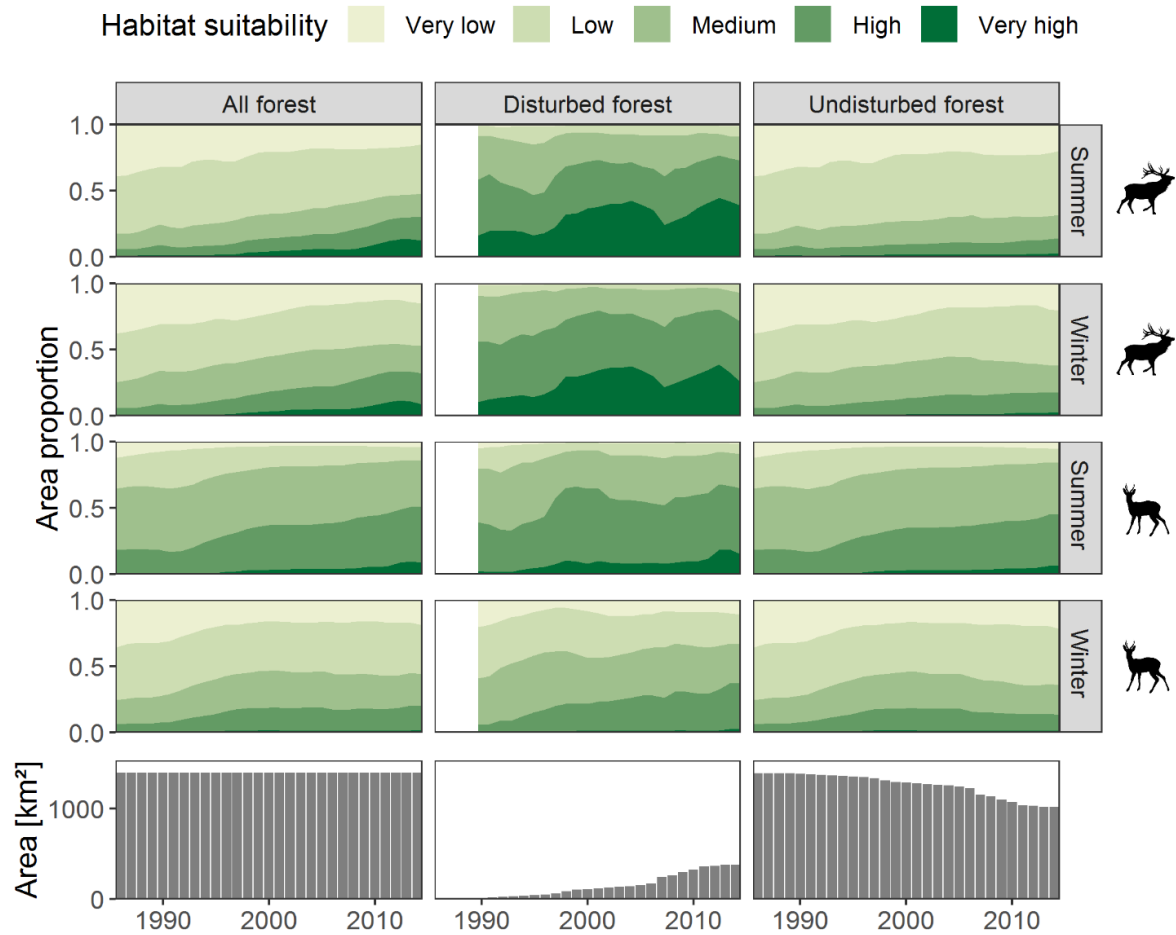 Habitat suitability Very low Low Medium High Very high
All forest Disturbed forest Undisturbed forest
Area proportion
1.0
0.5
0.0
Summer
1.0
0.5
0.0
Winter
1.0
0.5
0.0
Summer
1.0
0.5
0.0
Winter
Area [km²]
1000
0
1990 2000 2010 1990 2000 2010 1990 2000 2010